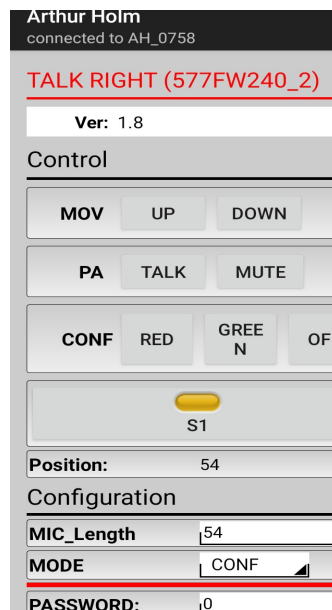 Arthur Holm
connected to AH_0758
TALK RIGHT (577FW240_2)
Ver: 1.8
Control
MOV UP DOWN
PA TALK MUTE
CONF RED GREE
N OF
S1
Position: 54
Configuration
MIC_Length 54
MODE CONF
PASSWORD: 0